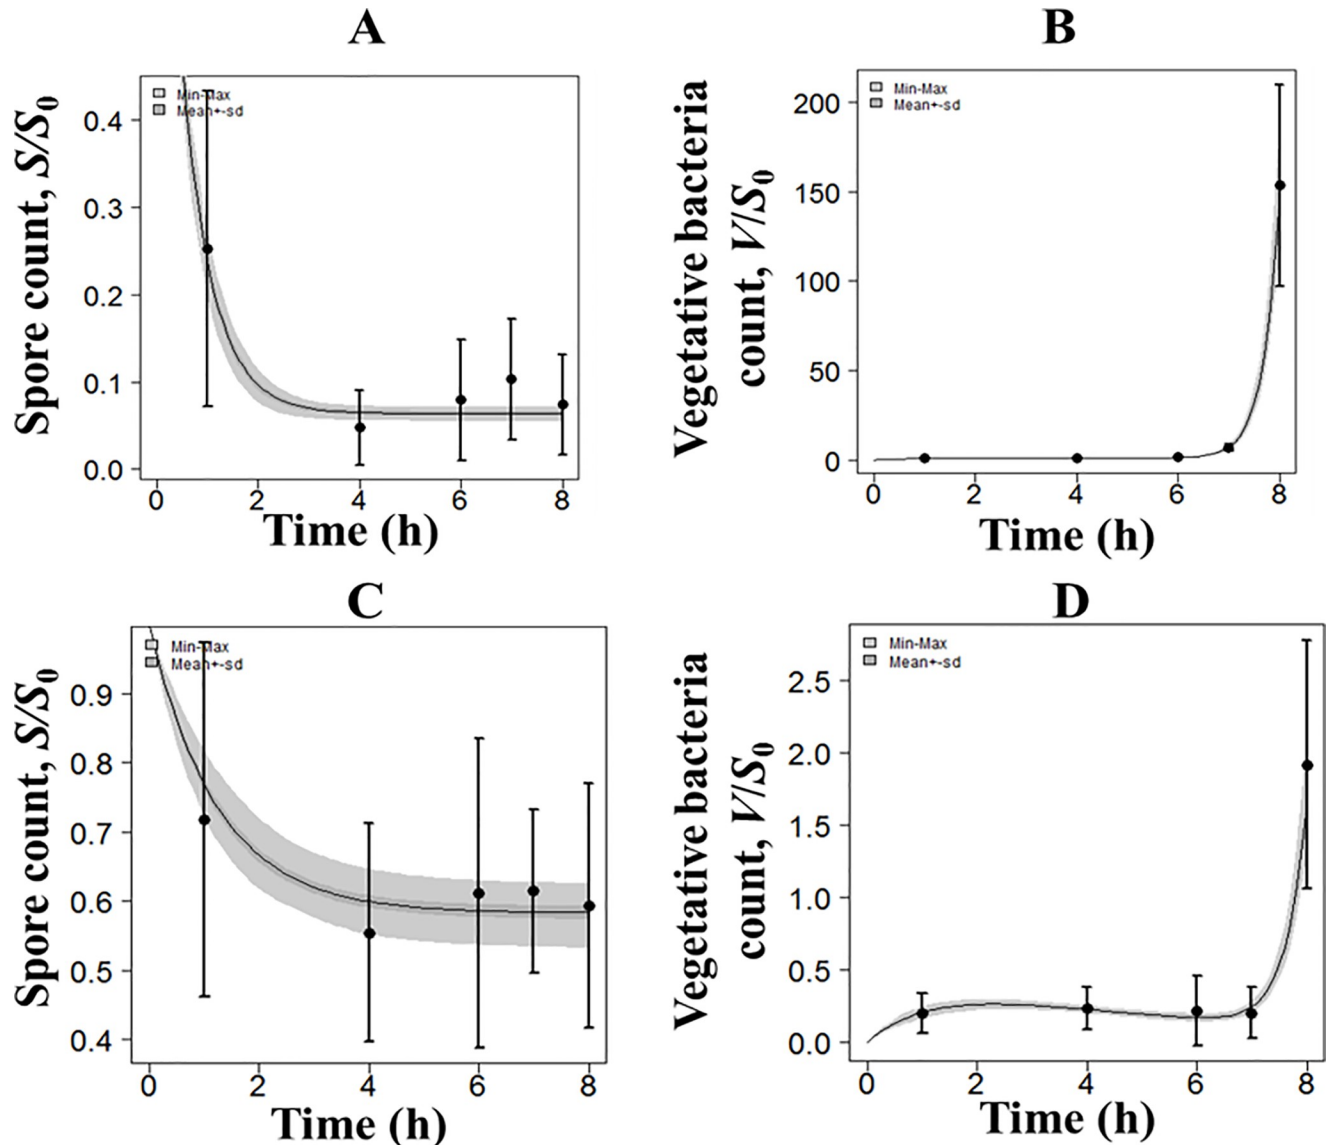 A
Spore count, S/S0
Min-Max
Mean+-sd
0.4
0.3
0.2
0.1
0.0
0 2 4 6 8
Time (h)
B
Vegetative bacteria
count, V/S0
Min-Max
Mean+-sd
200
150
100
50
0
0 2 4 6 8
Time (h)
C
Spore count, S/S0
Min-Max
Mean+-sd
0.9
0.8
0.7
0.6
0.5
0.4
0 2 4 6 8
Time (h)
D
Vegetative bacteria
count, V/S0
Min-Max
Mean+-sd
2.5
2.0
1.5
1.0
0.5
0.0
0 2 4 6 8
Time (h)